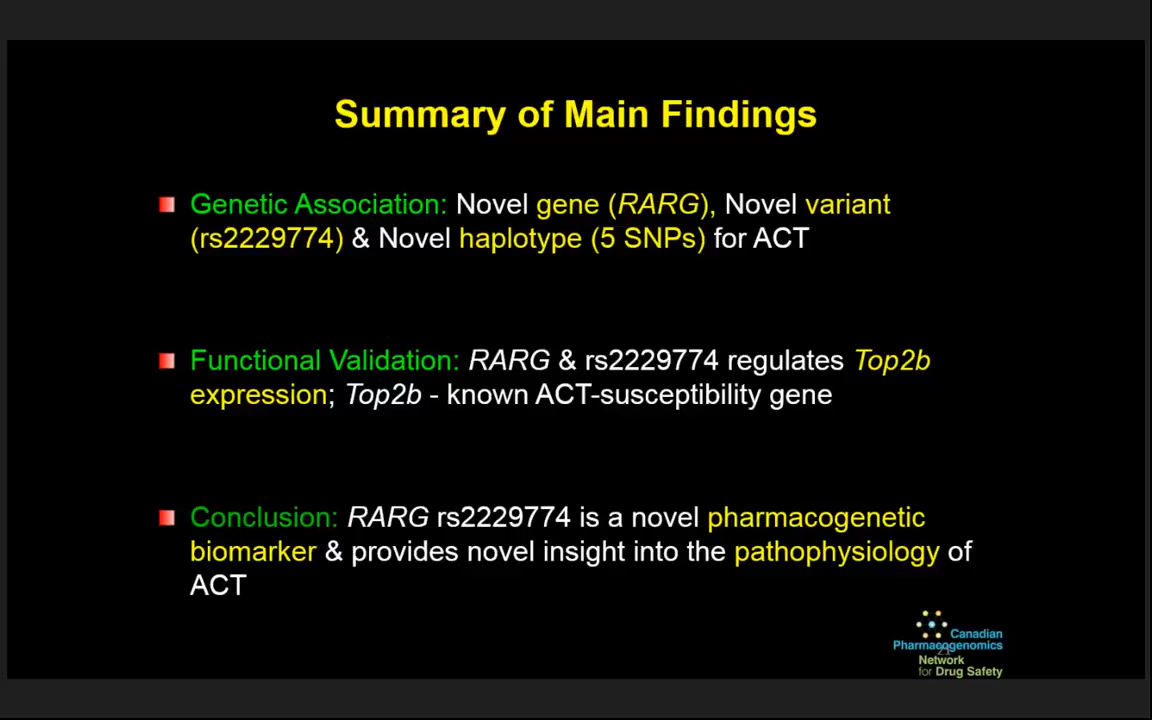 Summary of Main Findings
Genetic Association: Novel gene (RARG), Novel variant
(rs2229774) & Novel haplotype (5 SNPs) for ACT
Functional Validation: RARG & rs2229774 regulates Top2b
expression; Top2b - known ACT-susceptibility gene
Conclusion: RARG rs2229774 is a novel pharmacogenetic
biomarker & provides novel insight into the pathophysiology of
ACT
Canadian
Pharmacogenomics
21
Network
for Drug Safety